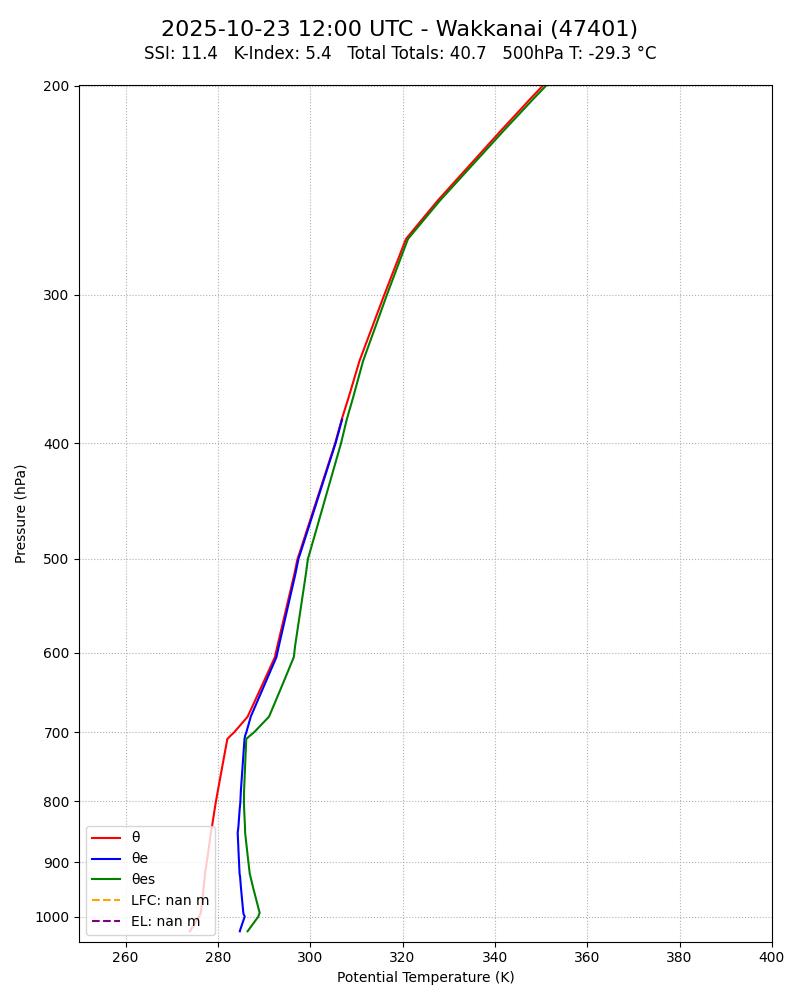 2025-10-23 12:00 UTC - Wakkanai (47401)
SSI: 11.4   K-Index: 5.4   Total Totals: 40.7   500hPa T: -29.3 °C
200
300
400
500
600
700
800
900
1000
Pressure (hPa)
θ
θe
θes
LFC: nan m
EL: nan m
260
280
300
320
340
360
380
400
Potential Temperature (K)